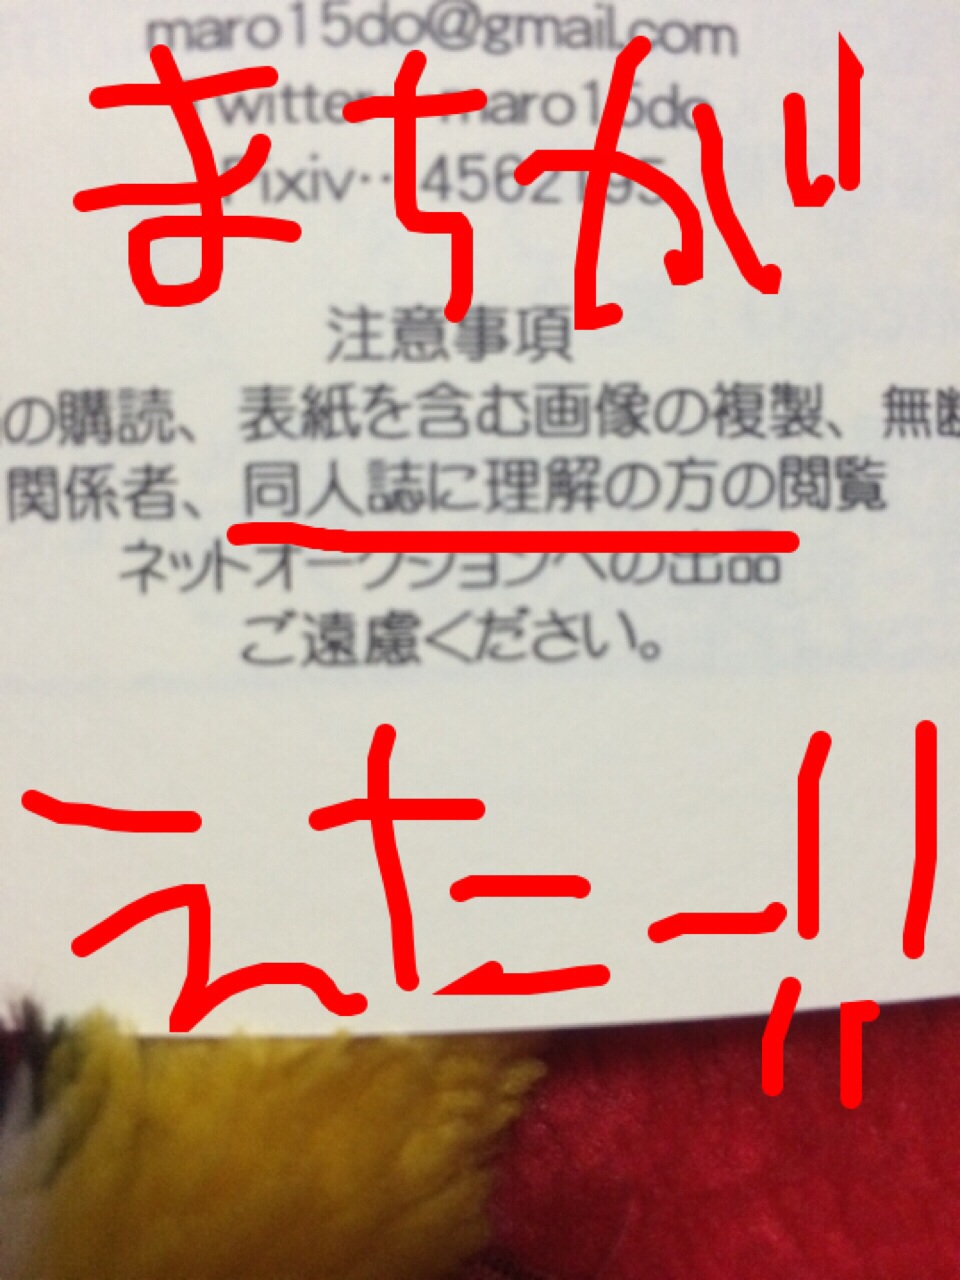 maro15do@gmail.com
Twitter maro15do
まちがい
Pixiv…4562195
注意事項
の購読、表紙を含む画像の複製、無断
関係者、同人誌に理解の方の閲覧
ネットオークションへの出品
ご遠慮ください。
えたー!!